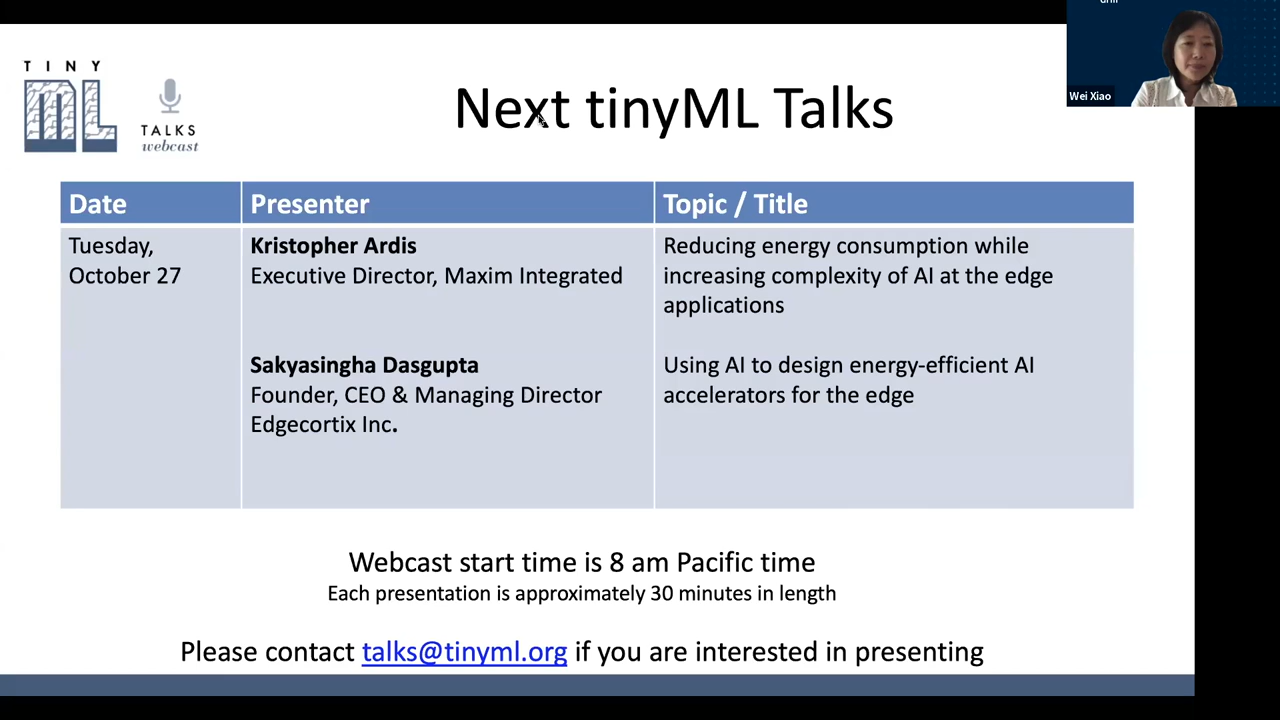 TINY
ML
TALKS
webcast
Next tinyML Talks
Wei Xiao
Date
Presenter
Topic / Title
Tuesday,
October 27
Kristopher Ardis
Executive Director, Maxim Integrated
Reducing energy consumption while
increasing complexity of AI at the edge
applications
Sakyasingha Dasgupta
Founder, CEO & Managing Director
Edgecortix Inc.
Using AI to design energy-efficient AI
accelerators for the edge
Webcast start time is 8 am Pacific time
Each presentation is approximately 30 minutes in length
Please contact talks@tinyml.org if you are interested in presenting